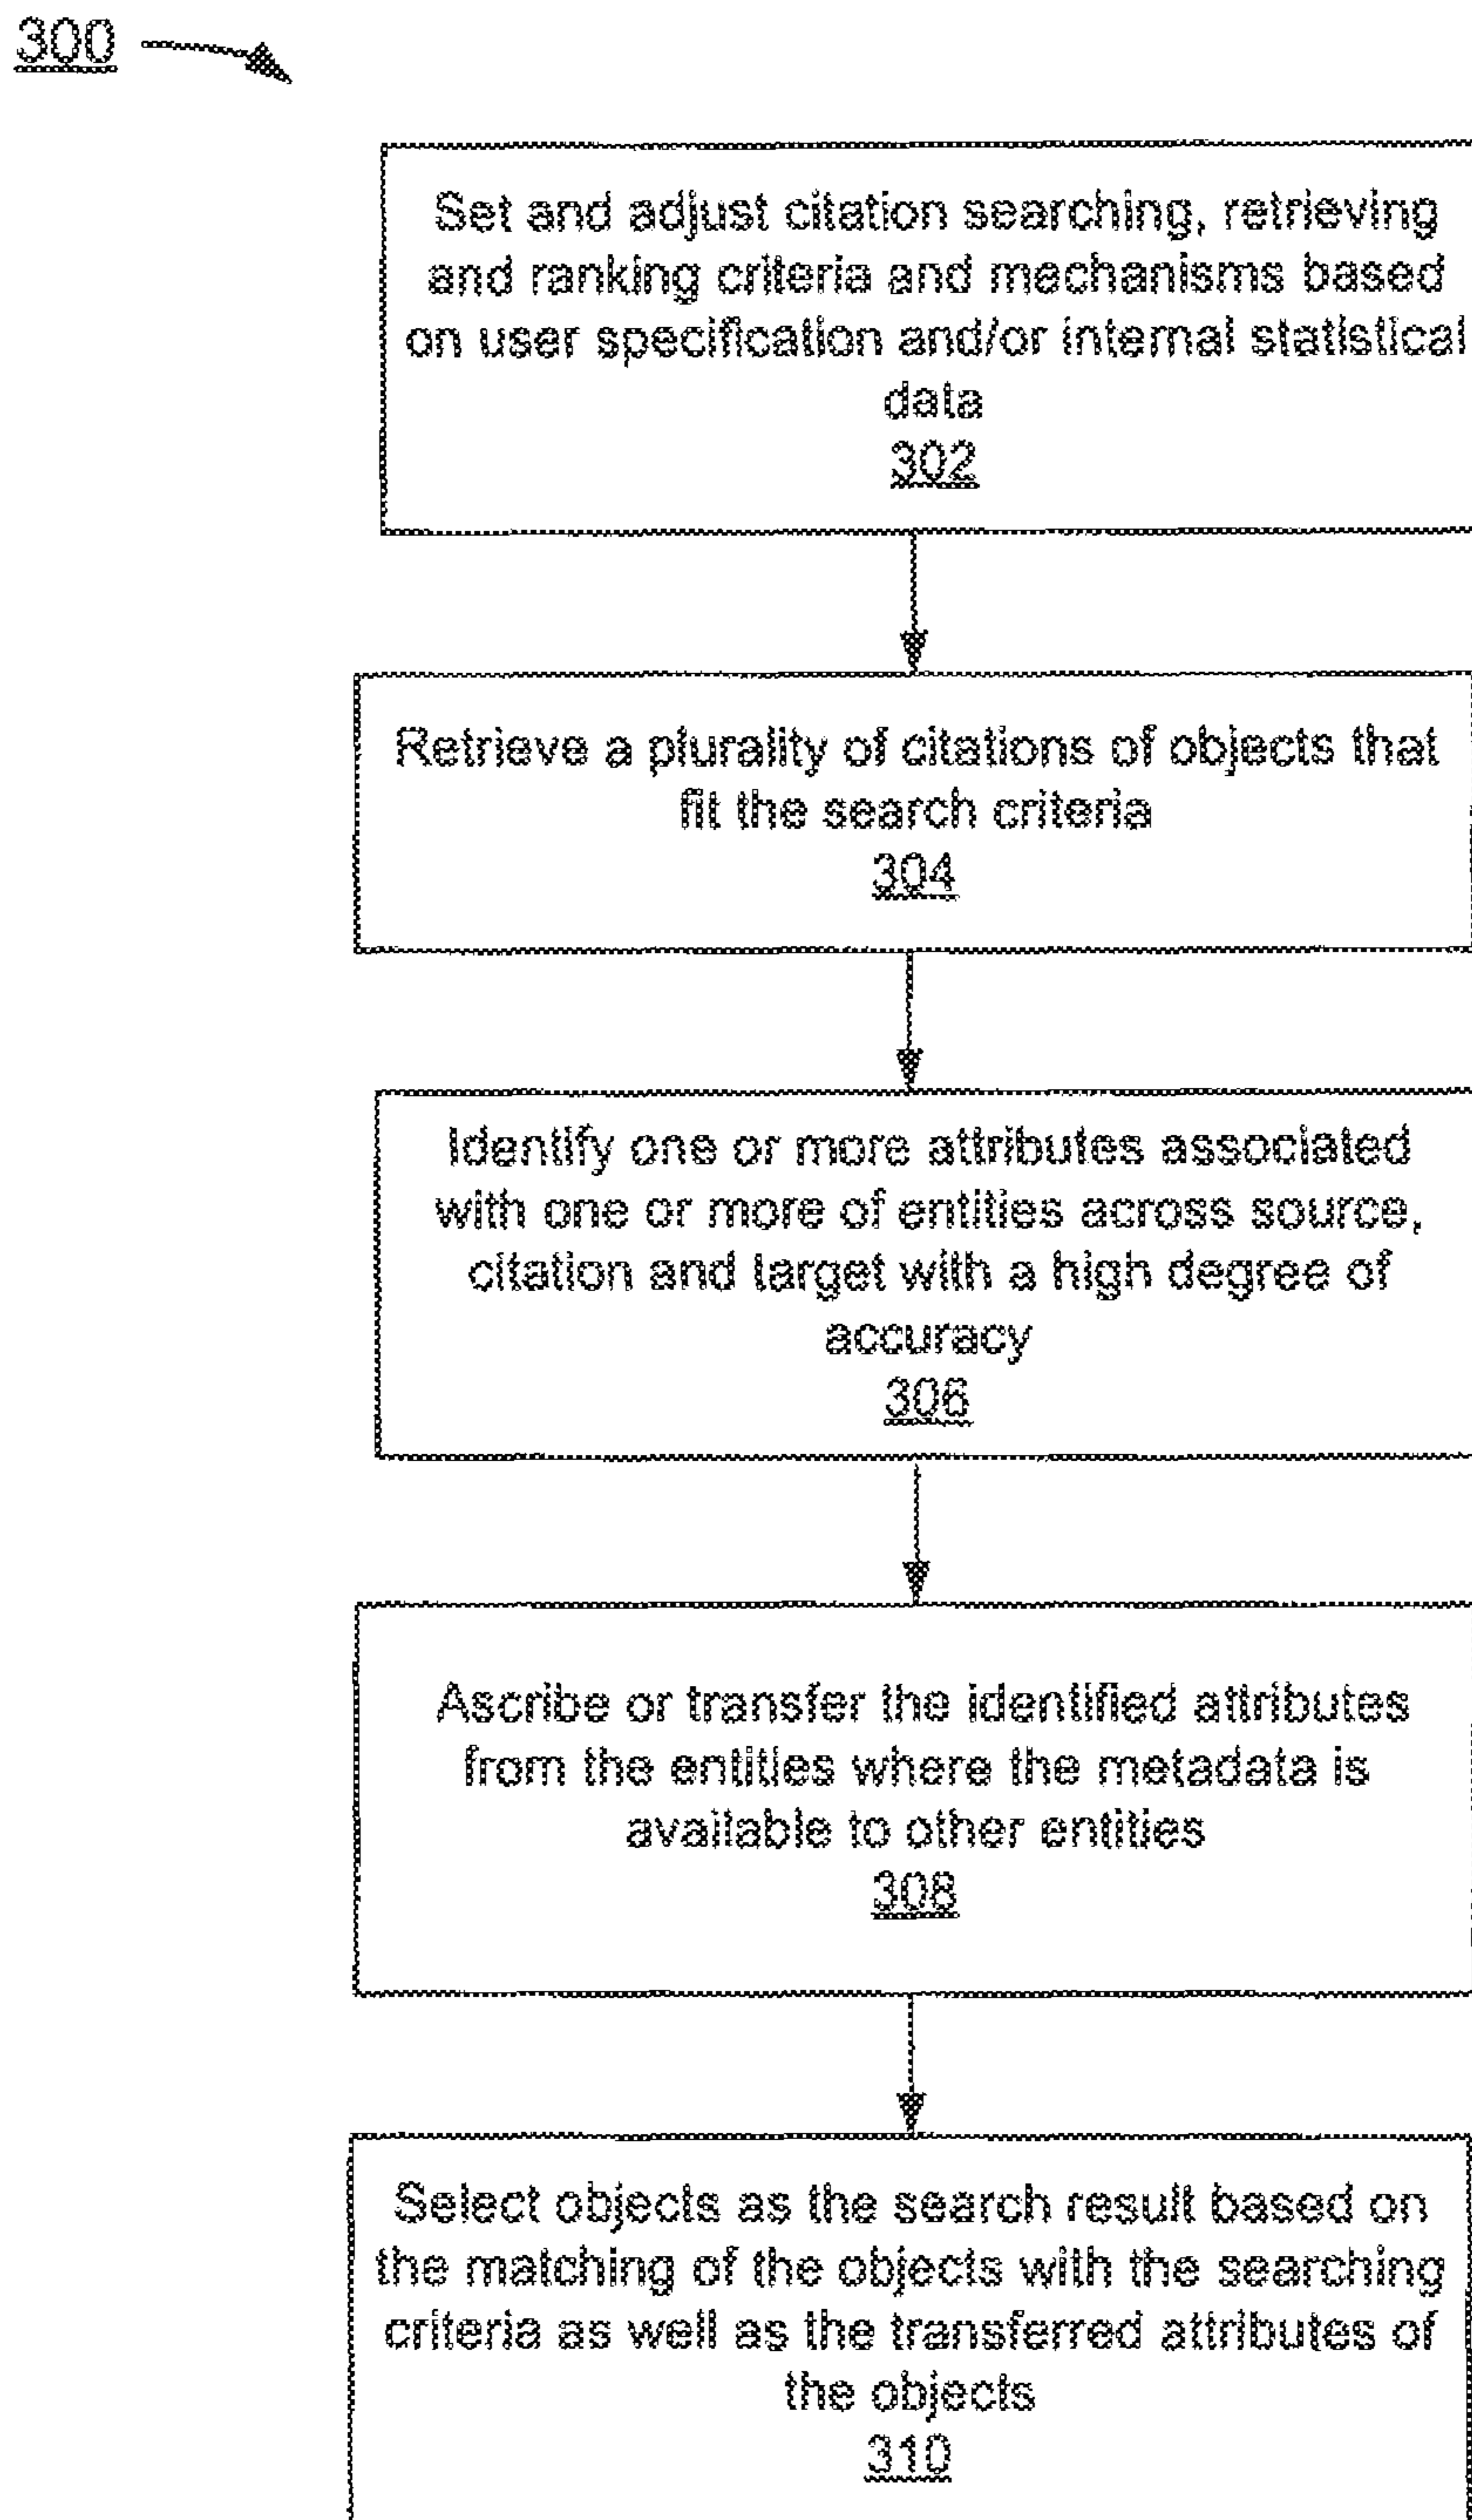 300
Set and adjust citation searching, retrieving
and ranking criteria and mechanisms based
on user specification and/or internal statistical
data
302
Retrieve a plurality of citations of objects that
fit the search criteria
304
Identify one or more attributes associated
with one or more of entities across source,
citation and target with a high degree of
accuracy
306
Ascribe or transfer the identified attributes
from the entities where the metadata is
available to other entities
308
Select objects as the search result based on
the matching of the objects with the searching
criteria as well as the transferred attributes of
the objects
310